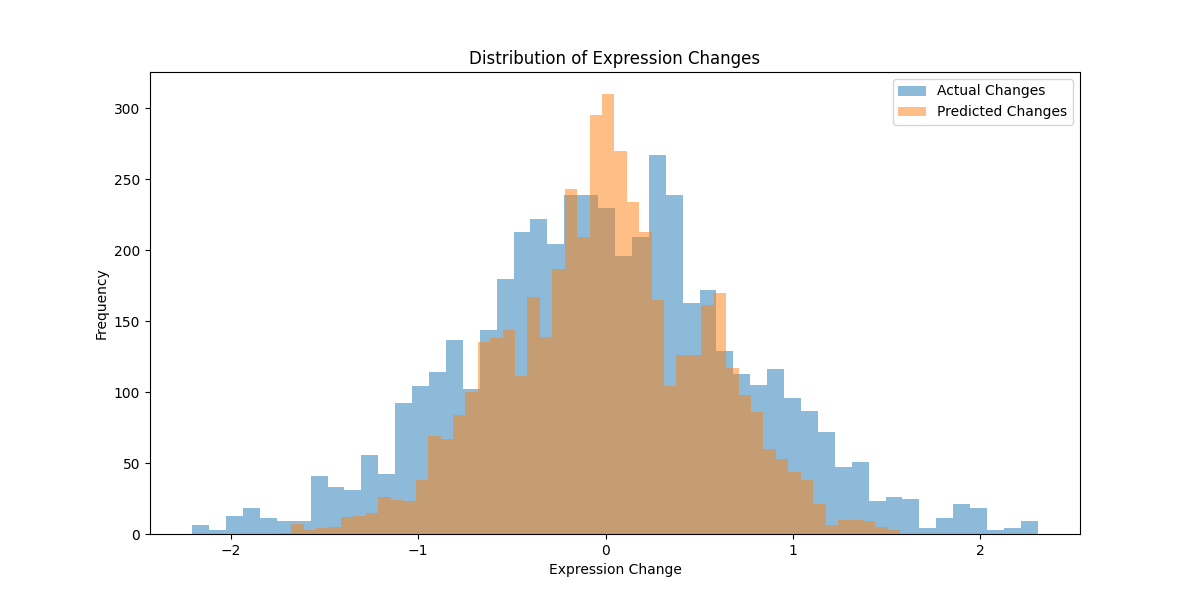 Distribution of Expression Changes
Actual Changes
Predicted Changes
300
250
200
150
100
50
0
Frequency
−2
−1
0
1
2
Expression Change